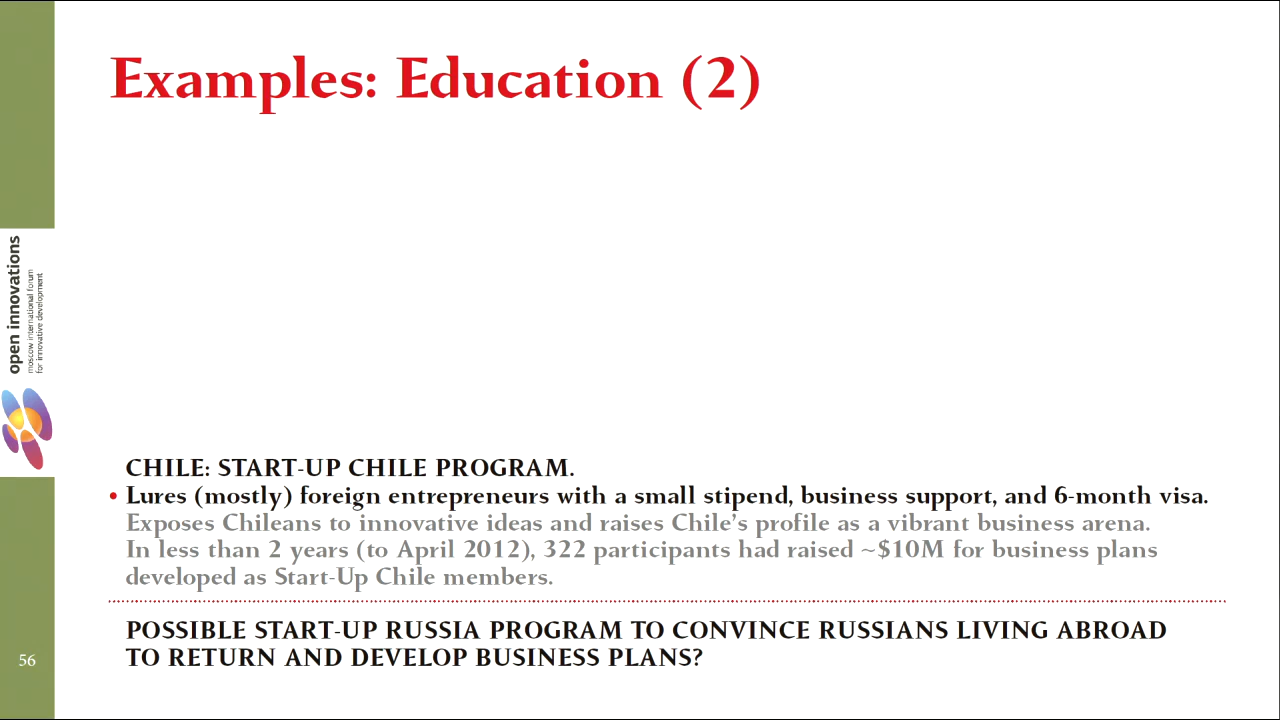 Examples: Education (2)
open innovations
moscow international forum
for innovative development
CHILE: START-UP CHILE PROGRAM.
• Lures (mostly) foreign entrepreneurs with a small stipend, business support, and 6-month visa.
Exposes Chileans to innovative ideas and raises Chile's profile as a vibrant business arena.
In less than 2 years (to April 2012), 322 participants had raised ~$10M for business plans
developed as Start-Up Chile members.
POSSIBLE START-UP RUSSIA PROGRAM TO CONVINCE RUSSIANS LIVING ABROAD
TO RETURN AND DEVELOP BUSINESS PLANS?
56